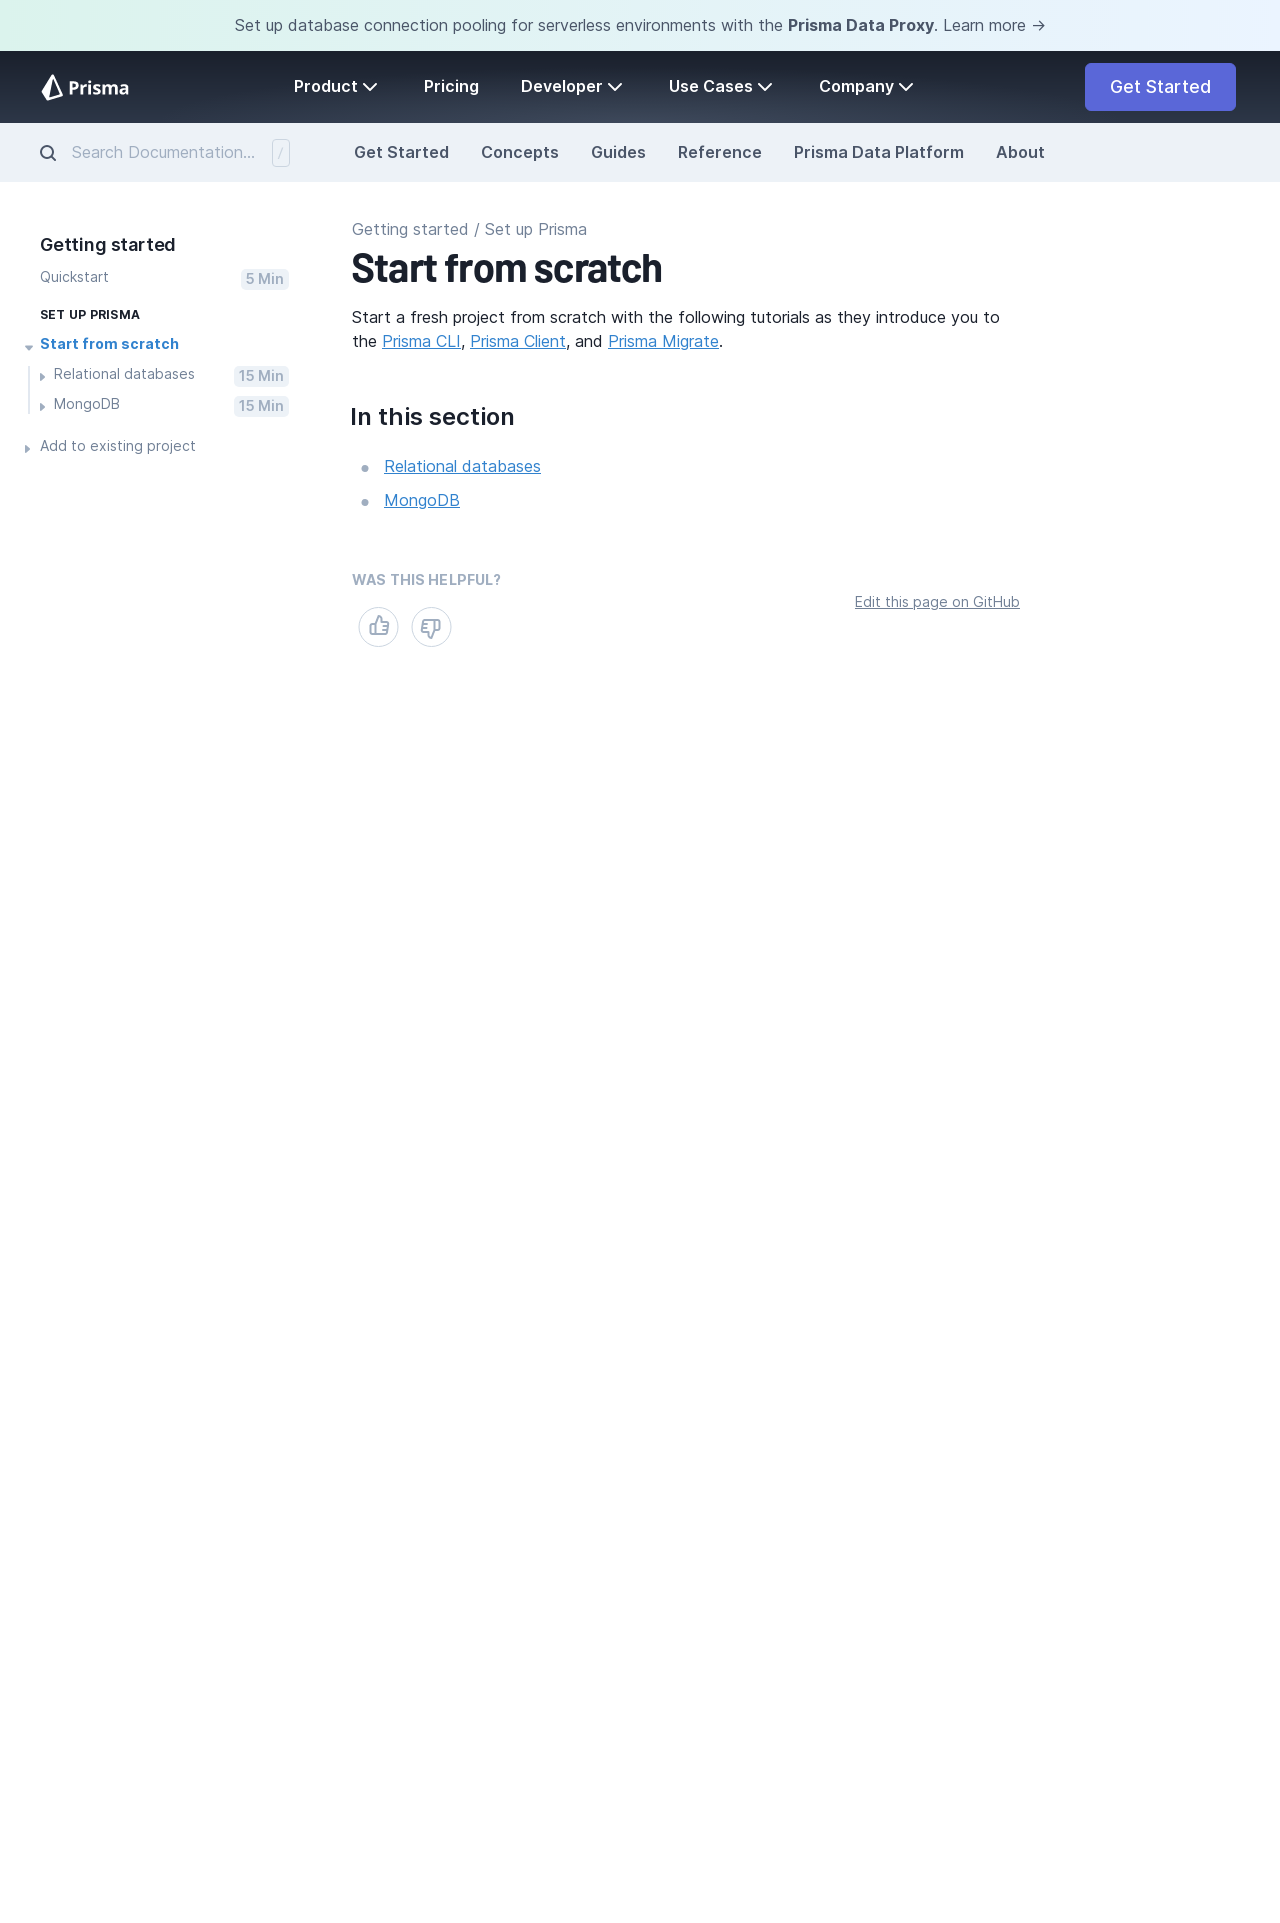 Set up database connection pooling for serverless environments with the Prisma Data Proxy. Learn more →
Prisma
Product
Pricing
Developer
Use Cases
Company
Get Started
Search Documentation...
/
Get Started
Concepts
Guides
Reference
Prisma Data Platform
About
Getting started
Quickstart
5 Min
SET UP PRISMA
Start from scratch
Relational databases
15 Min
MongoDB
15 Min
Add to existing project
Getting started / Set up Prisma
Start from scratch
Start a fresh project from scratch with the following tutorials as they introduce you to
the Prisma CLI, Prisma Client, and Prisma Migrate.
In this section
Relational databases
MongoDB
WAS THIS HELPFUL?
Edit this page on GitHub